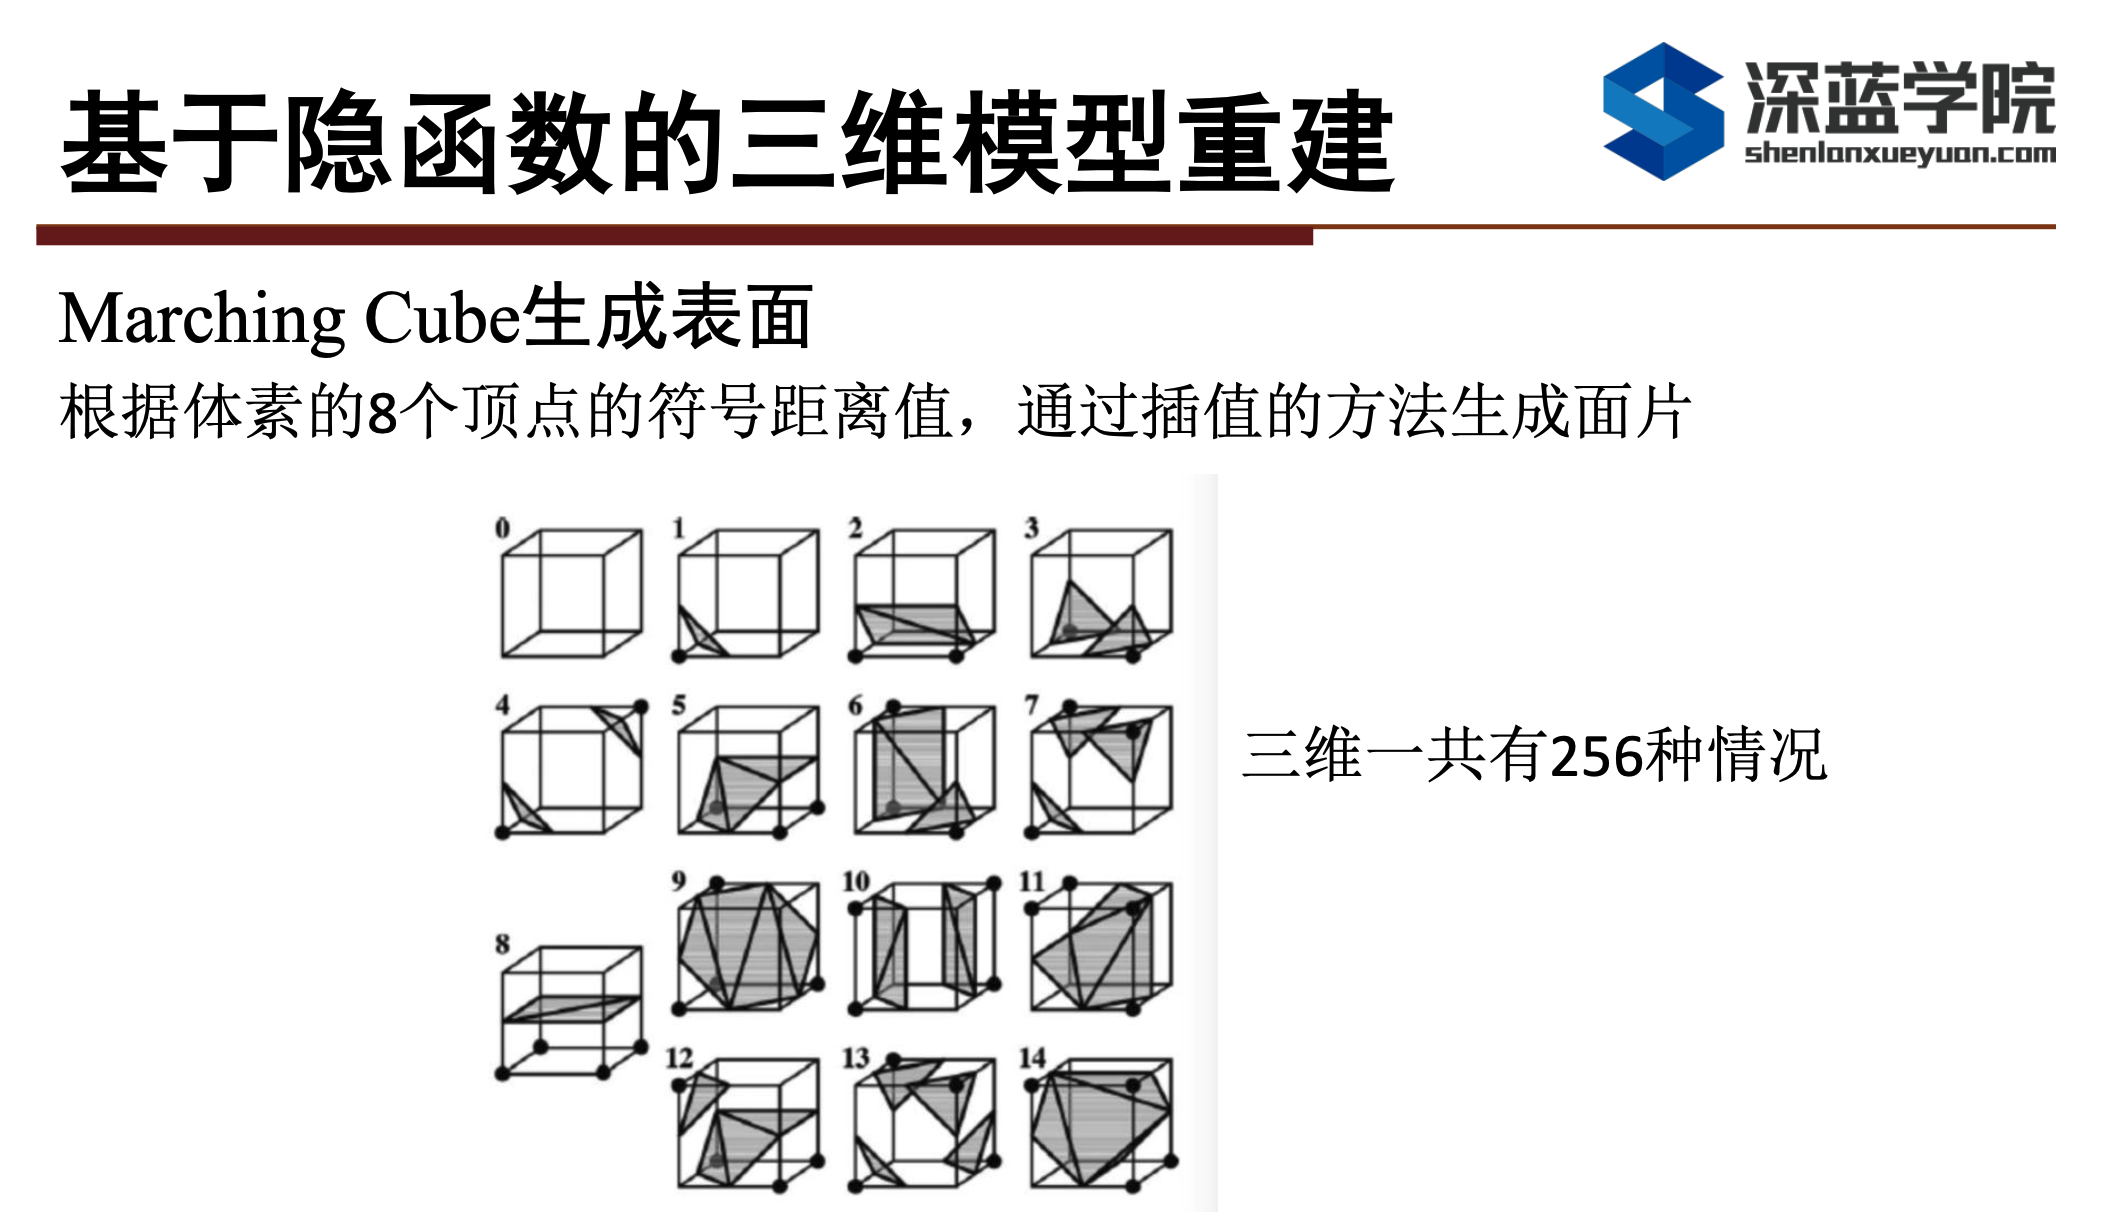 基于隐函数的三维模型重建
深蓝学院
shenlanxueyuan.com
Marching Cube生成表面
根据体素的8个顶点的符号距离值，通过插值的方法生成面片
0 1 2 3
4 5 6 7
三维一共有256种情况
8 9 10 11
12 13 14